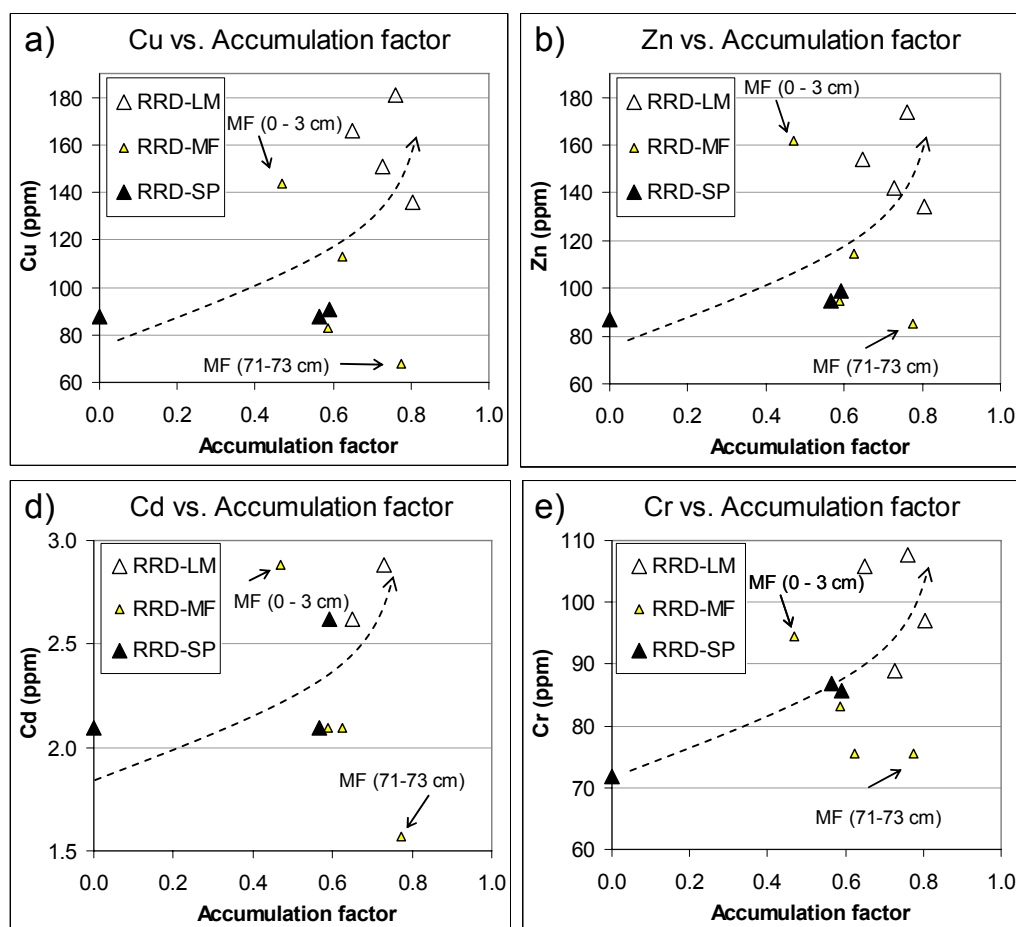 a) Cu vs. Accumulation factor
180
160
140
120
100
80
60
Cu (ppm)
RRD-LM
RRD-MF
RRD-SP
MF (0 - 3 cm)
MF (71-73 cm)
0.0 0.2 0.4 0.6 0.8 1.0
Accumulation factor
b) Zn vs. Accumulation factor
180
160
140
120
100
80
60
Zn (ppm)
RRD-LM
RRD-MF
RRD-SP
MF (0 - 3 cm)
MF (71-73 cm)
0.0 0.2 0.4 0.6 0.8 1.0
Accumulation factor
d) Cd vs. Accumulation factor
3.0
2.5
2.0
1.5
Cd (ppm)
RRD-LM
RRD-MF
RRD-SP
MF (0 - 3 cm)
MF (71-73 cm)
0.0 0.2 0.4 0.6 0.8 1.0
Accumulation factor
e) Cr vs. Accumulation factor
110
100
90
80
70
60
Cr (ppm)
RRD-LM
RRD-MF
RRD-SP
MF (0 - 3 cm)
MF (71-73 cm)
0.0 0.2 0.4 0.6 0.8 1.0
Accumulation factor